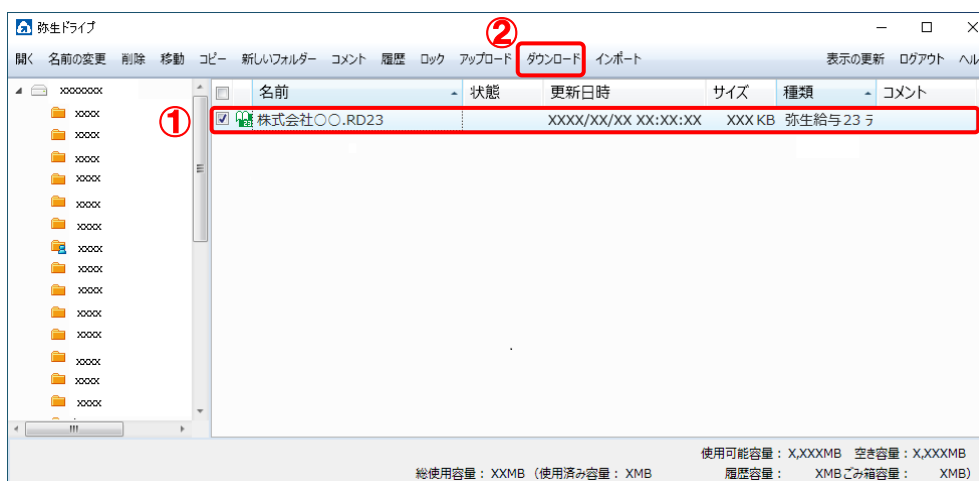 弥生ドライブ
②
開く 名前の変更 削除 移動 コピー 新しいフォルダー コメント 履歴 ロック アップロード ダウンロード インポート 表示の更新 ログアウト ヘル
xxxxxxx 名前 状態 更新日時 サイズ 種類 コメント
①
xxxx 株式会社○○.RD23 XXXX/XX/XX XX:XX:XX XXX KB 弥生給与23 デ
xxxx
xxxx
xxxx
xxxx
xxxx
xxxx
xxxx
xxxx
xxxx
xxxx
xxxx
xxxx
xxxx
使用可能容量： X,XXXMB 空き容量：X,XXXMB
総使用容量： XXMB （使用済み容量： XMB 履歴容量： XMBごみ箱容量： XMB)